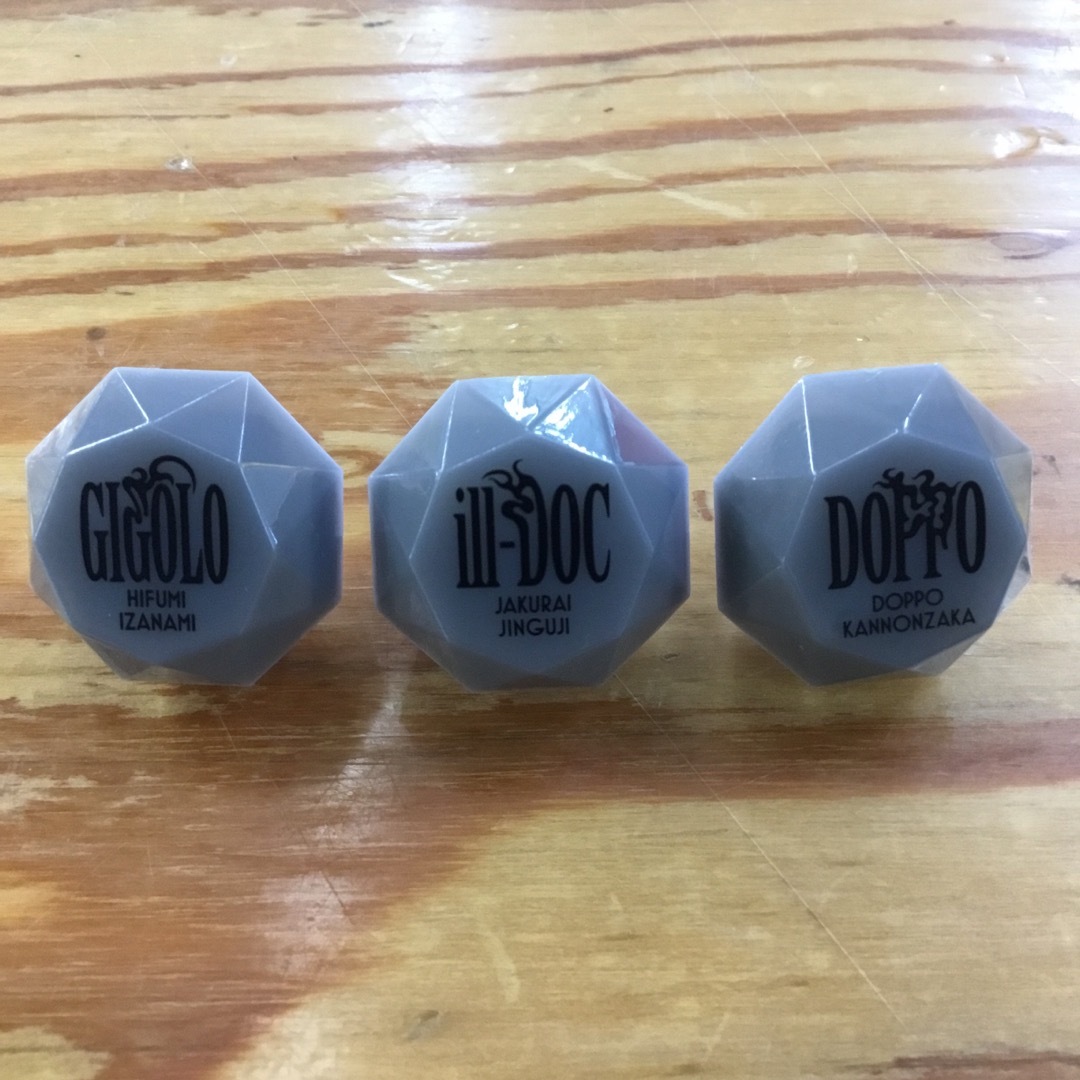 GIGOLO
HIFUMI
IZANAMI
ill-DOC
JAKURAI
JINGUJI
DOPPO
DOPPO
KANNONZAKA